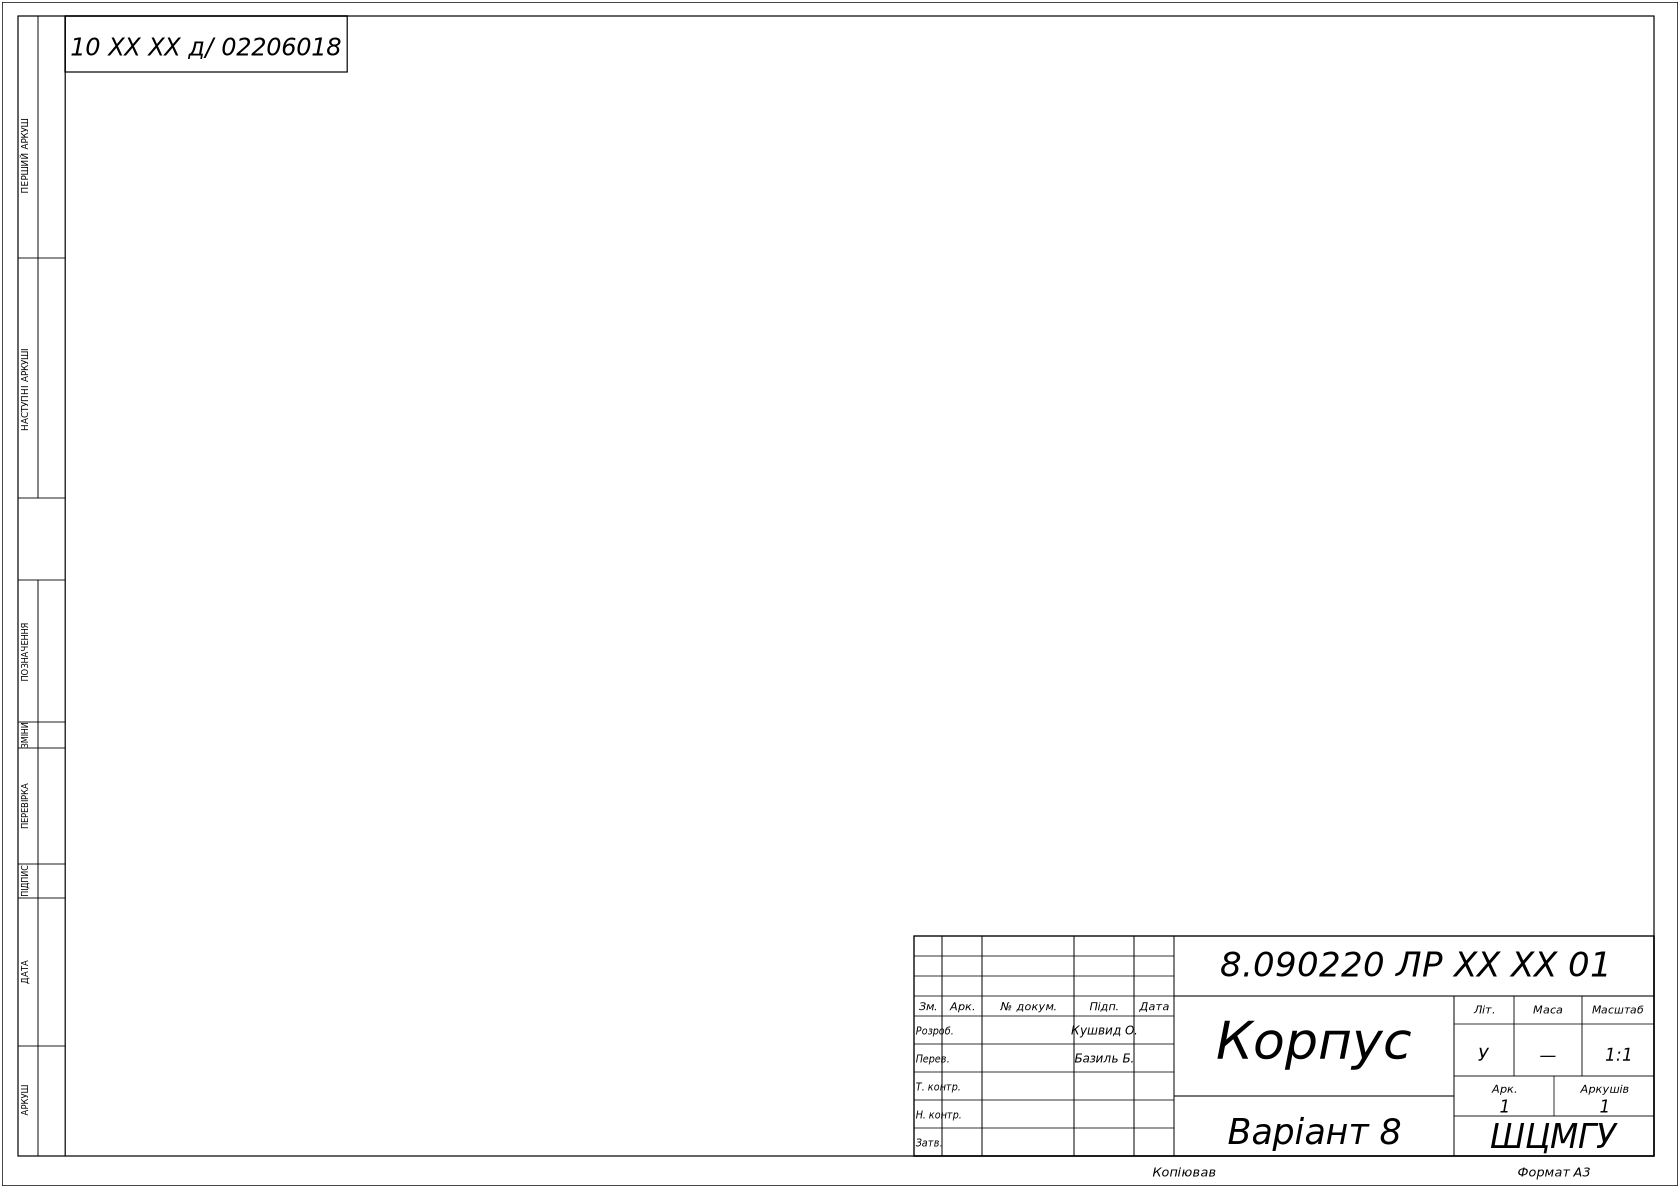 10 XX XX д/ 02206018
ПЕРШИЙ АРКУШ
НАСТУПНІ АРКУШІ
ПОЗНАЧЕННЯ
ЗМІНИ
ПЕРЕВІРКА
ПІДПИС
ДАТА
АРКУШ
8.090220 ЛР XX XX 01
Зм. Арк. № докум. Підп. Дата
Розроб. Кушвид О.
Перев. Базиль Б.
Т. контр.
Н. контр.
Затв.
Корпус
Варіант 8
Літ. Маса Масштаб
У — 1:1
Арк. Аркушів
1 1
ШЦМГУ
Копіював Формат А3